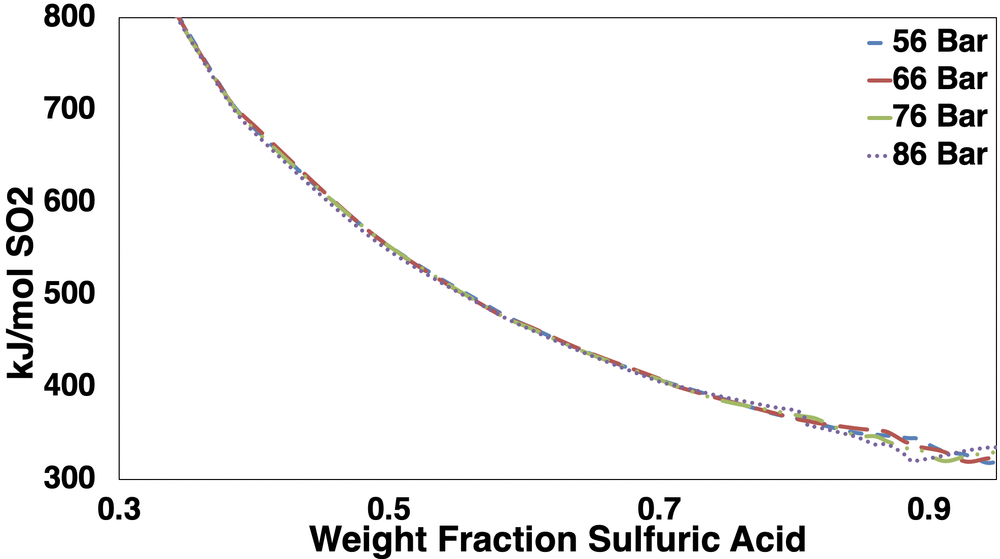 800
700
600
500
400
300
kJ/mol SO2
56 Bar
66 Bar
76 Bar
86 Bar
0.3 0.5 0.7 0.9
Weight Fraction Sulfuric Acid